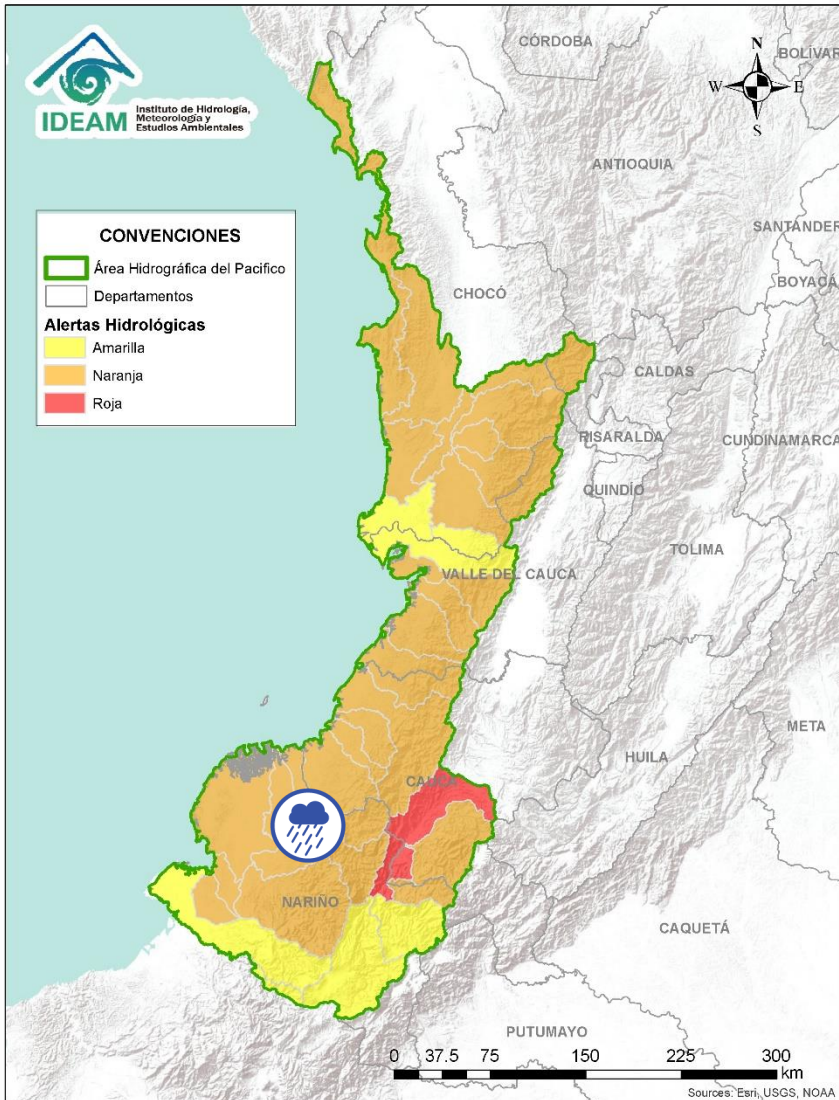 IDEAM
Instituto de Hidrología,
Meteorología y
Estudios Ambientales
CÓRDOBA
BOLÍVAR
N
W
E
S
ANTIOQUIA
SANTANDER
BOYACÁ
CONVENCIONES
Área Hidrográfica del Pacifico
Departamentos
Alertas Hidrológicas
Amarilla
Naranja
Roja
CHOCÓ
CALDAS
RISARALDA
CUNDINAMARCA
QUINDÍO
TOLIMA
VALLE DEL CAUCA
META
HUILA
CAUCA
NARIÑO
CAQUETÁ
PUTUMAYO
0 37.5 75 150 225 300
km
Sources: Esri, USGS, NOAA